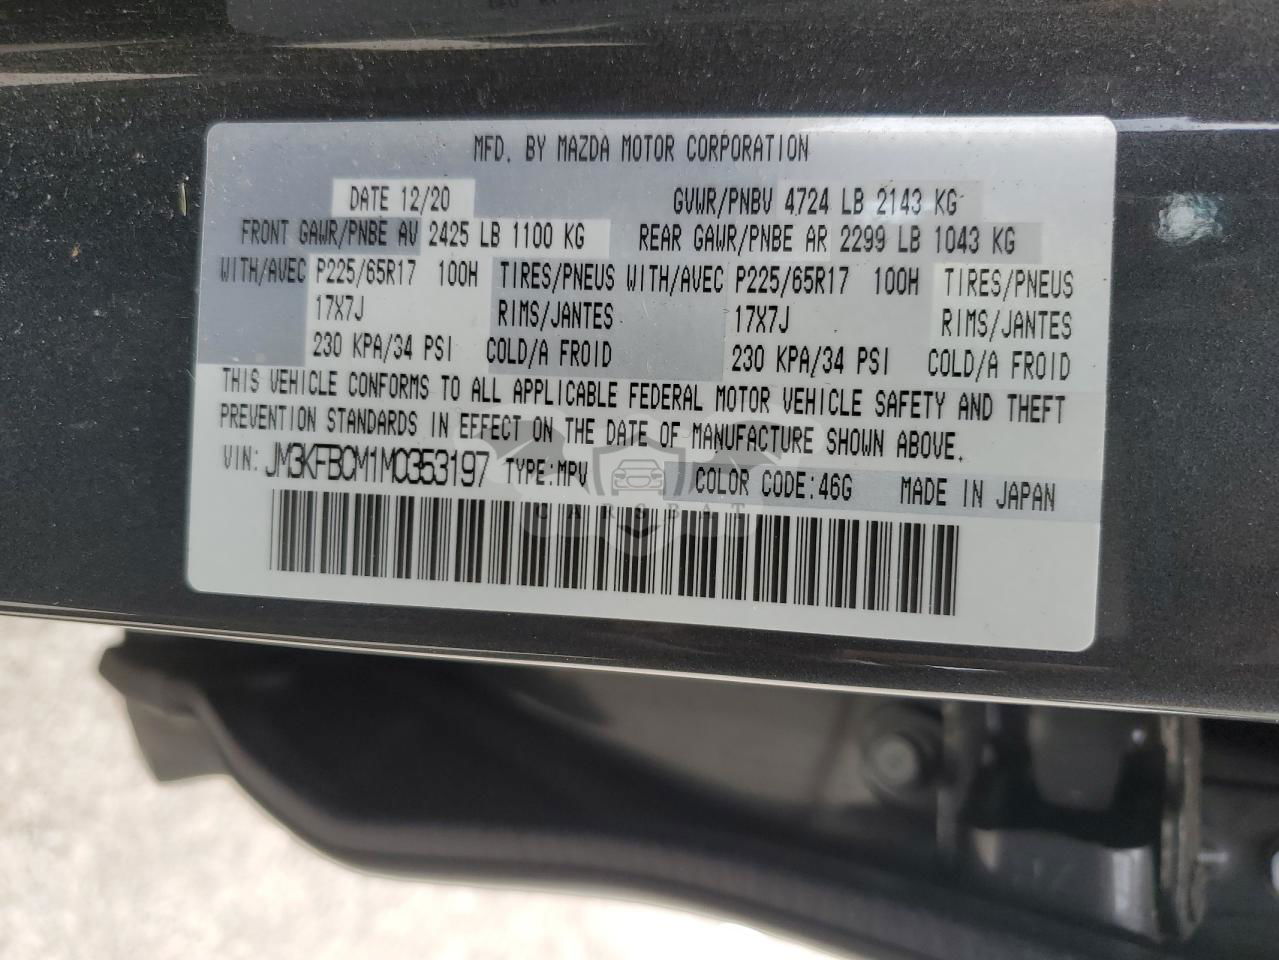 MFD. BY MAZDA MOTOR CORPORATION
DATE 12/20 GVWR/PNBV 4724 LB 2143 KG
FRONT GAWR/PNBE AV 2425 LB 1100 KG REAR GAWR/PNBE AR 2299 LB 1043 KG
WITH/AVEC P225/65R17 100H TIRES/PNEUS WITH/AVEC P225/65R17 100H TIRES/PNEUS
17X7J RIMS/JANTES 17X7J RIMS/JANTES
230 KPA/34 PSI COLD/A FROID 230 KPA/34 PSI COLD/A FROID
THIS VEHICLE CONFORMS TO ALL APPLICABLE FEDERAL MOTOR VEHICLE SAFETY AND THEFT
PREVENTION STANDARDS IN EFFECT ON THE DATE OF MANUFACTURE SHOWN ABOVE.
VIN: JM3KFBCM1M0353197 TYPE:MPV COLOR CODE:46G MADE IN JAPAN
CARSBAT